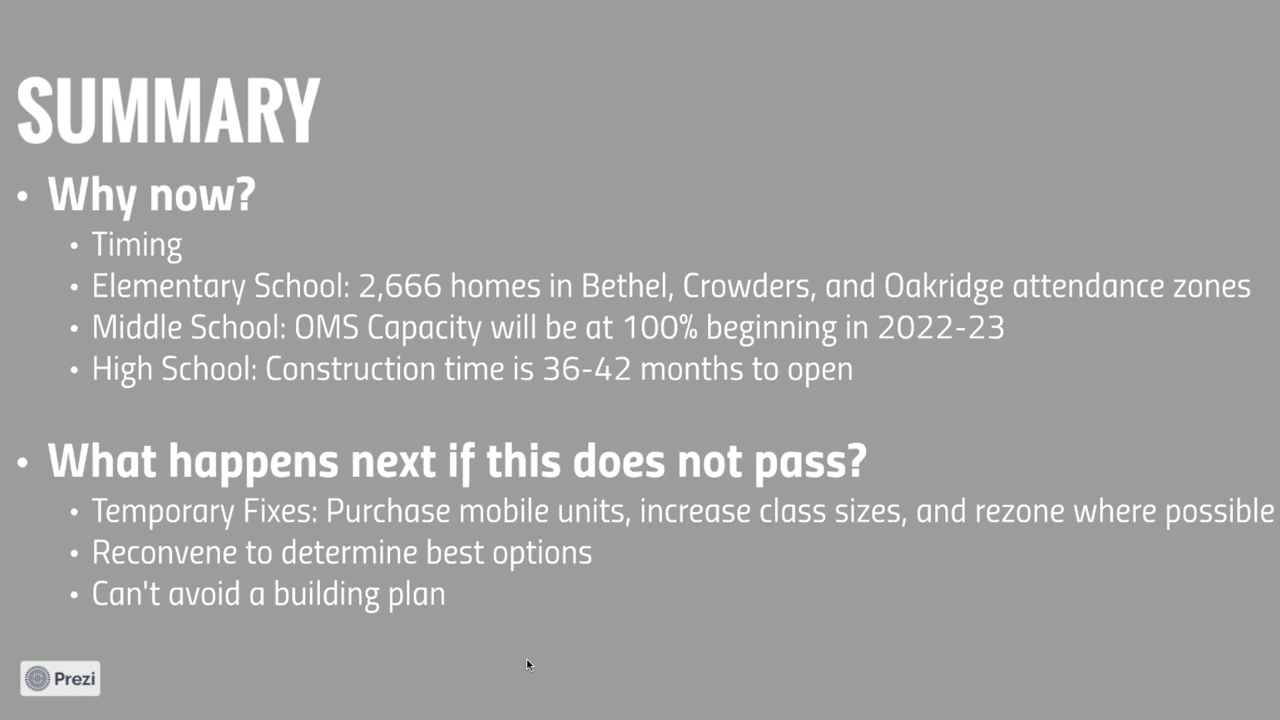 SUMMARY
• Why now?
• Timing
• Elementary School: 2,666 homes in Bethel, Crowders, and Oakridge attendance zones
• Middle School: OMS Capacity will be at 100% beginning in 2022-23
• High School: Construction time is 36-42 months to open
• What happens next if this does not pass?
• Temporary Fixes: Purchase mobile units, increase class sizes, and rezone where possible
• Reconvene to determine best options
• Can't avoid a building plan
Prezi